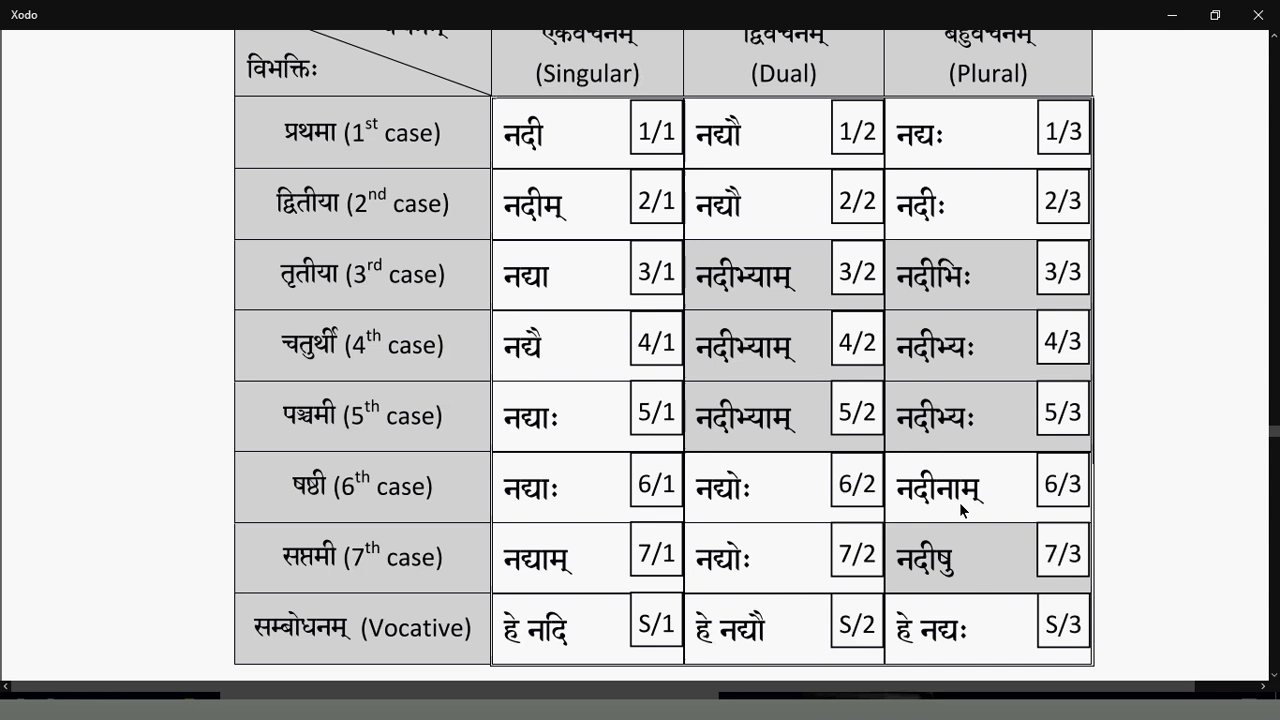 Xodo
विभक्तिः
एकवचनम् द्विवचनम् बहुवचनम्
(Singular) (Dual) (Plural)
प्रथमा (1st case) नदी 1/1 नद्यौ 1/2 नद्यः 1/3
द्वितीया (2nd case) नदीम् 2/1 नद्यौ 2/2 नदीः 2/3
तृतीया (3rd case) नद्या 3/1 नदीभ्याम् 3/2 नदीभिः 3/3
चतुर्थी (4th case) नद्यै 4/1 नदीभ्याम् 4/2 नदीभ्यः 4/3
पञ्चमी (5th case) नद्याः 5/1 नदीभ्याम् 5/2 नदीभ्यः 5/3
षष्ठी (6th case) नद्याः 6/1 नद्योः 6/2 नदीनाम् 6/3
सप्तमी (7th case) नद्याम् 7/1 नद्योः 7/2 नदीषु 7/3
सम्बोधनम् (Vocative) हे नदि S/1 हे नद्यौ S/2 हे नद्यः S/3